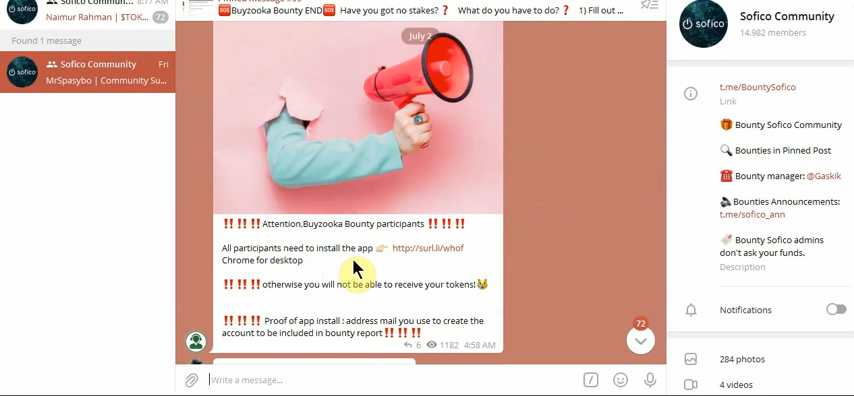 Sofico Commun... 8:17 AM
Naimur Rahman | $TOK... 72
Found 1 message
Sofico Community Fri
MrSpasybo | Community Su...
🆘Buyzooka Bounty END🆘 Have you got no stakes?❓ What do you have to do?❓ 1) Fill out ...
July 2
‼️‼️‼️Attention,Buyzooka Bounty participants ‼️‼️‼️
All participants need to install the app 👉🏻 http://surl.li/whof
Chrome for desktop
‼️‼️‼️otherwise you will not be able to receive your tokens!😿
‼️‼️‼️ Proof of app install : address mail you use to create the
account to be included in bounty report‼️‼️‼️
6 1182 4:58 AM
72
Write a message...
Sofico Community
14,982 members
t.me/BountySofico
Link
🎁 Bounty Sofico Community
🔍 Bounties in Pinned Post
☎️ Bounty manager: @Gaskik
🔊Bounties Announcements:
t.me/sofico_ann
🏷️ Bounty Sofico admins
don't ask your funds.
Description
Notifications
284 photos
4 videos
sofico
sofico
sofico